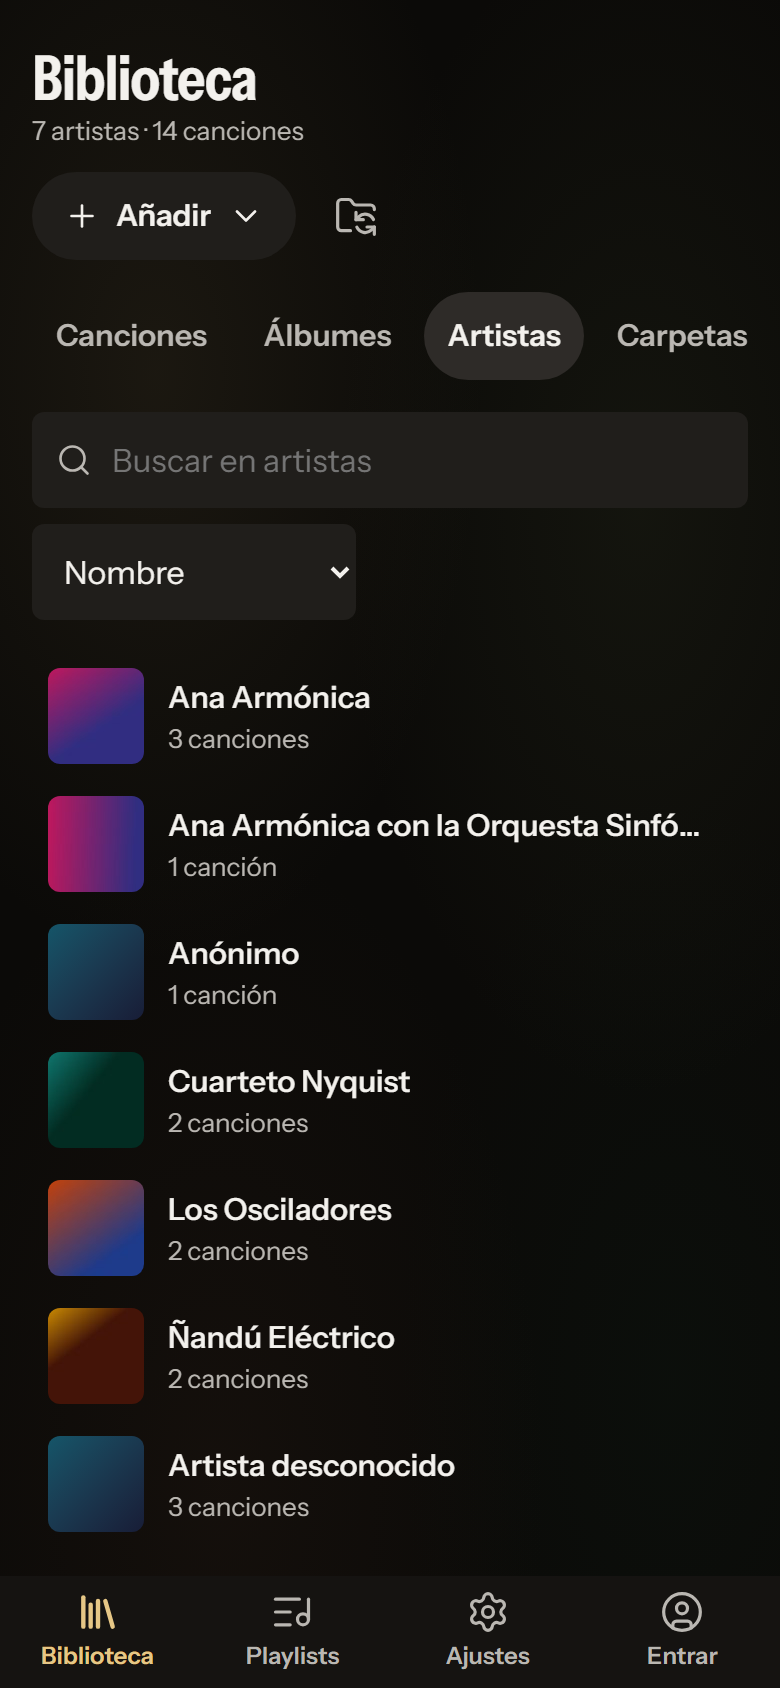 Biblioteca
7 artistas · 14 canciones
Añadir
Canciones Álbumes Artistas Carpetas
Buscar en artistas
Nombre
Ana Armónica
3 canciones
Ana Armónica con la Orquesta Sinfó...
1 canción
Anónimo
1 canción
Cuarteto Nyquist
2 canciones
Los Osciladores
2 canciones
Ñandú Eléctrico
2 canciones
Artista desconocido
3 canciones
Biblioteca Playlists Ajustes Entrar